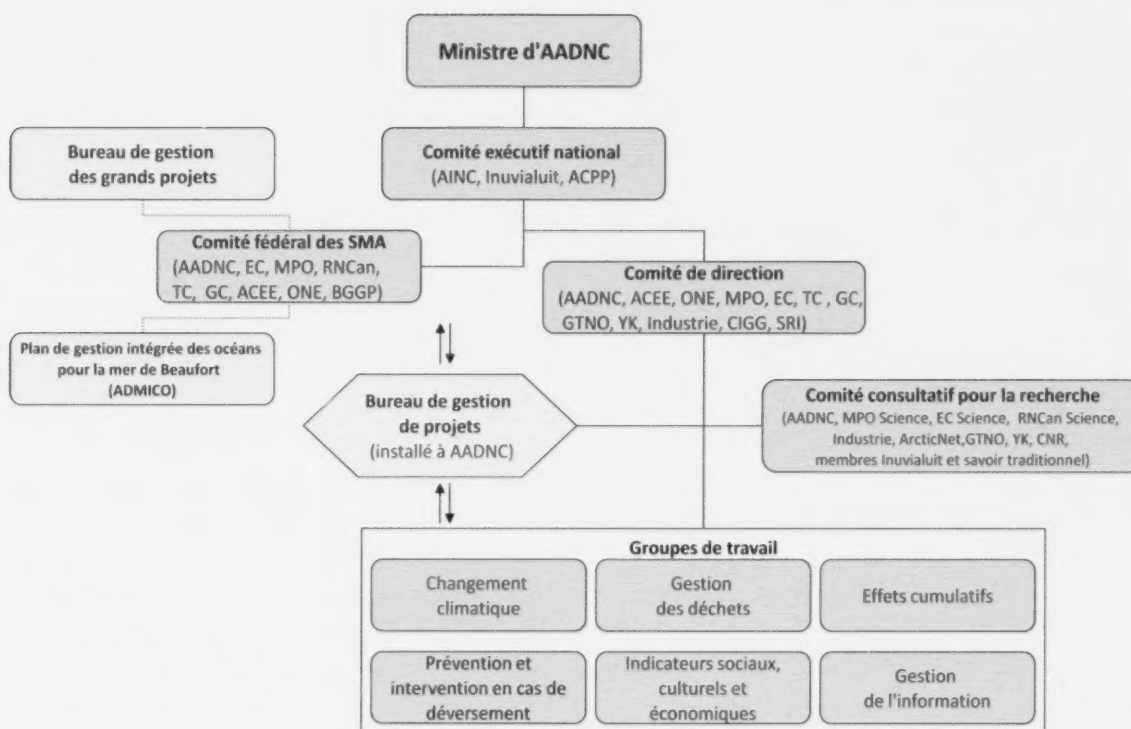 Ministre d'AADNC
Bureau de gestion
des grands projets
Comité exécutif national
(AINC, Inuvialuit, ACPP)
Comité fédéral des SMA
(AADNC, EC, MPO, RNCan,
TC, GC, ACEE, ONE, BGGP)
Comité de direction
(AADNC, ACEE, ONE, MPO, EC, TC , GC,
GTNO, YK, Industrie, CIGG, SRI)
Plan de gestion intégrée des océans
pour la mer de Beaufort
(ADMICO)
Bureau de gestion
de projets
(installé à AADNC)
Comité consultatif pour la recherche
(AADNC, MPO Science, EC Science, RNCan Science,
Industrie, ArcticNet,GTNO, YK, CNR,
membres Inuvialuit et savoir traditionnel)
Groupes de travail
Changement
climatique
Gestion
des déchets
Effets cumulatifs
Prévention et
intervention en cas de
déversement
Indicateurs sociaux,
culturels et
économiques
Gestion
de l'information